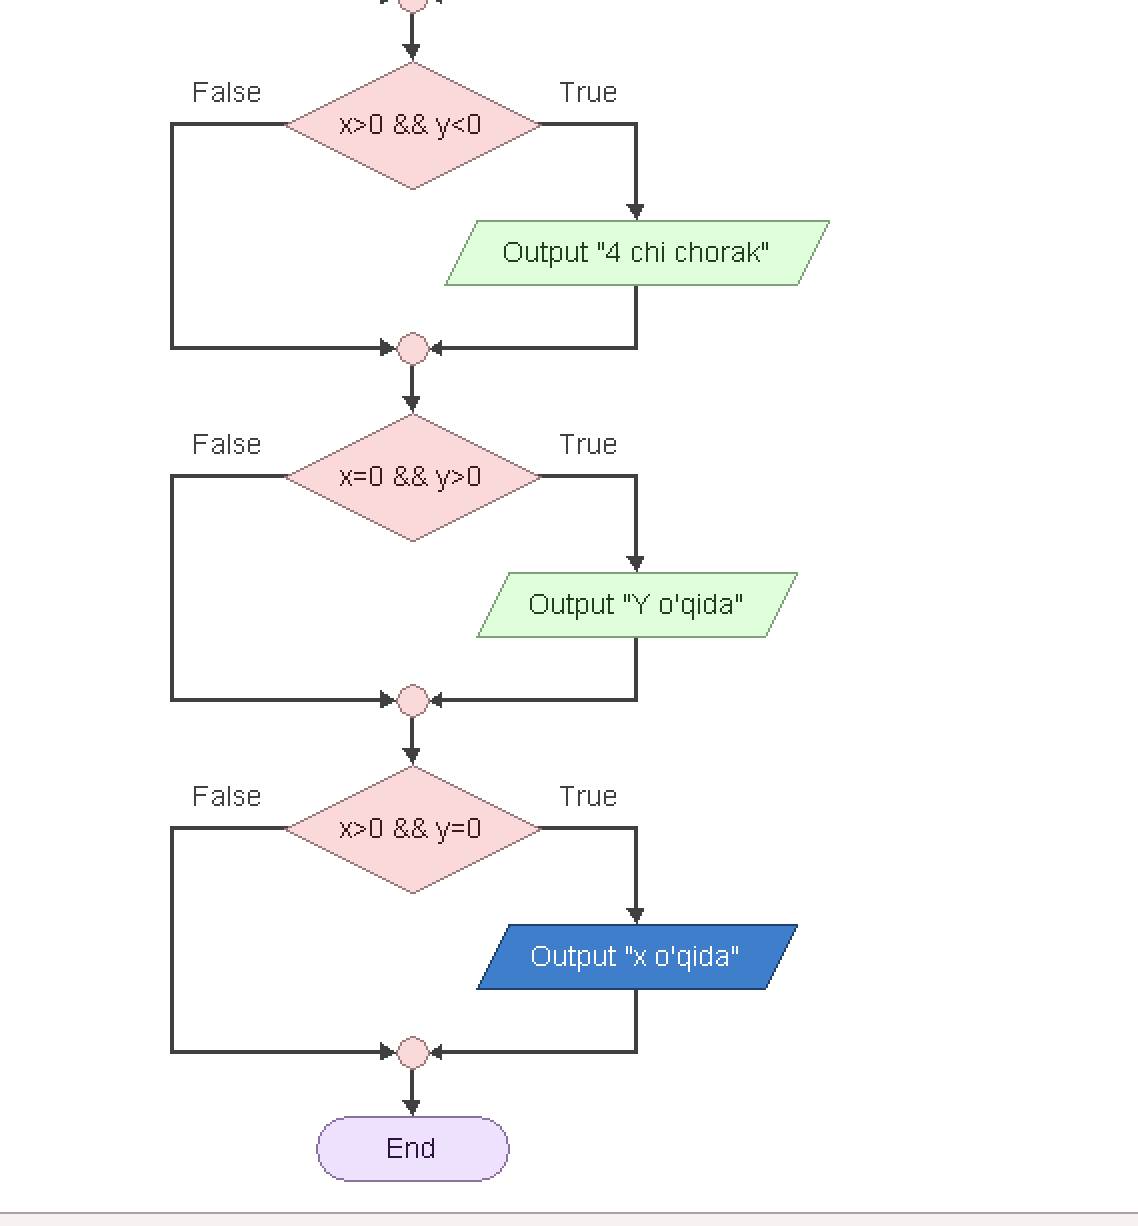 False
True
x>0 && y<0
Output "4 chi chorak"
False
True
x=0 && y>0
Output "Y o'qida"
False
True
x>0 && y=0
Output "x o'qida"
End